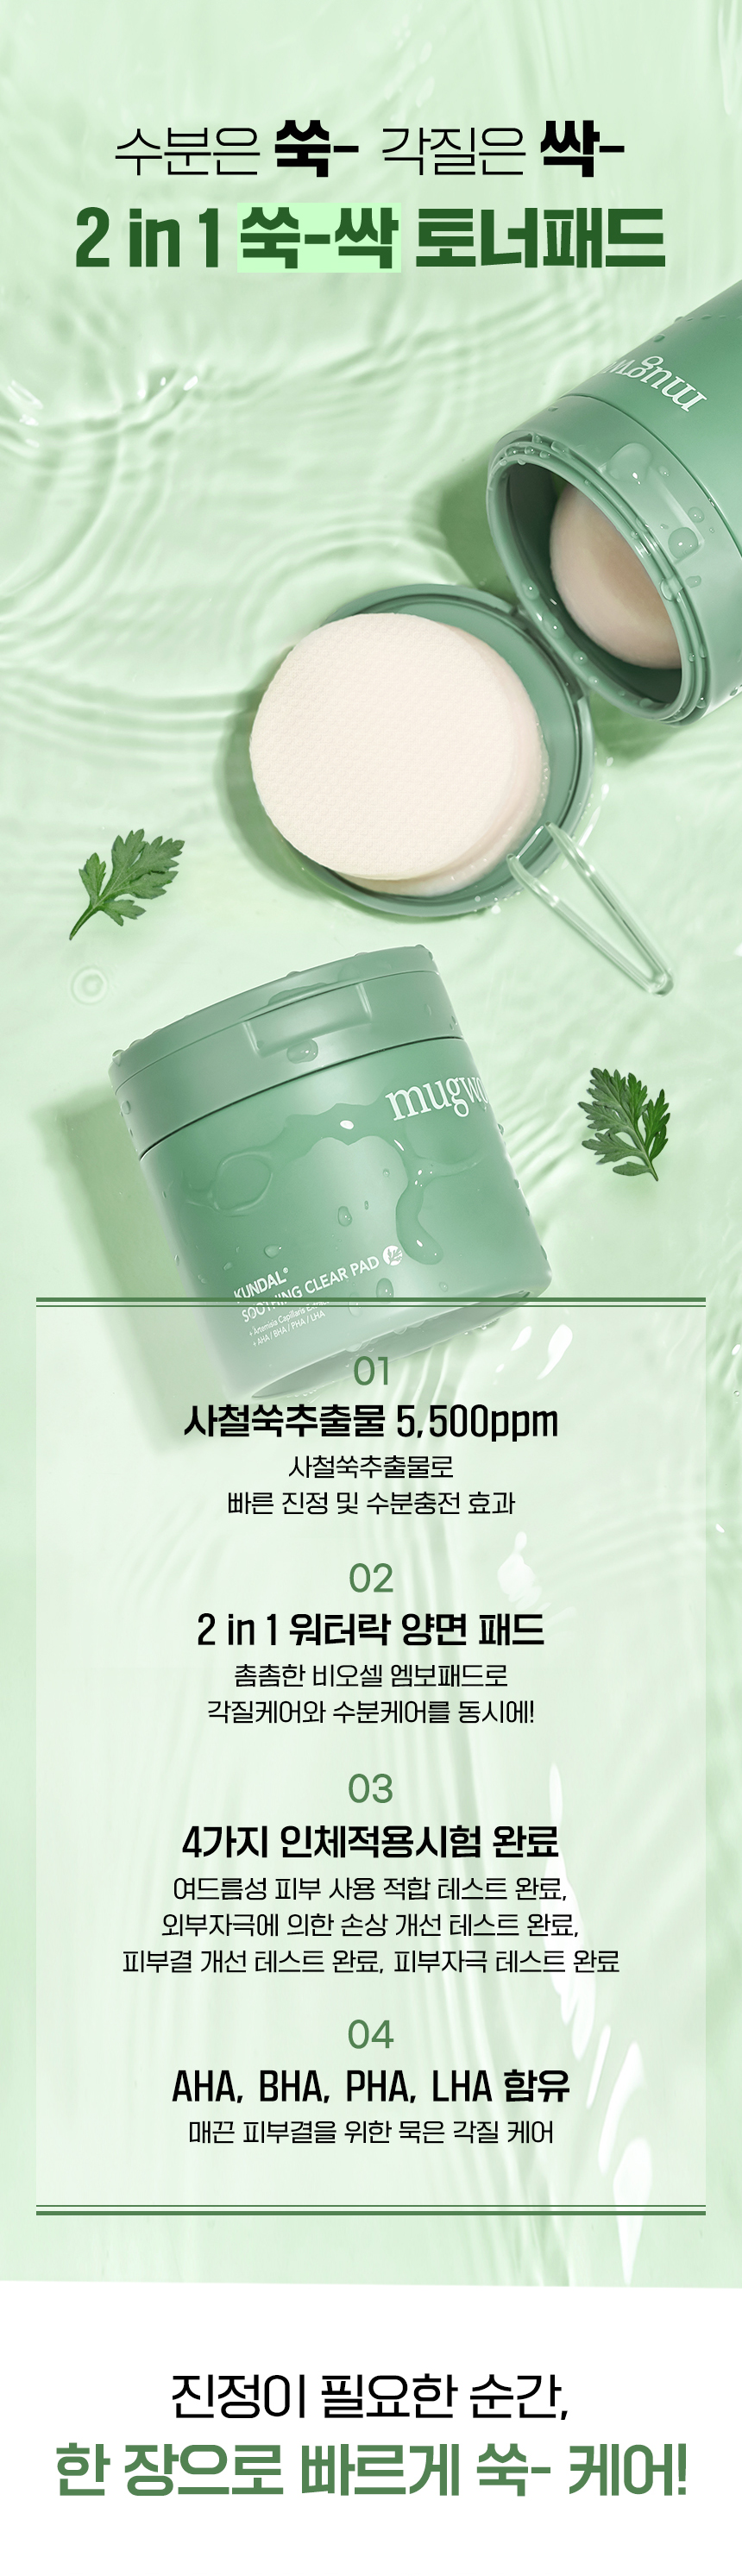 수분은 쑥- 각질은 싹-
2 in 1 쑥-싹 토너패드
mugw
mugwo
KUNDAL®
SOOTHING CLEAR PAD
+ Artemisia Capillaris Extract
+ AHA / BHA / PHA / LHA
01
사철쑥추출물 5,500ppm
사철쑥추출물로
빠른 진정 및 수분충전 효과
02
2 in 1 워터락 양면 패드
촘촘한 비오셀 엠보패드로
각질케어와 수분케어를 동시에!
03
4가지 인체적용시험 완료
여드름성 피부 사용 적합 테스트 완료,
외부자극에 의한 손상 개선 테스트 완료,
피부결 개선 테스트 완료, 피부자극 테스트 완료
04
AHA, BHA, PHA, LHA 함유
매끈 피부결을 위한 묵은 각질 케어
진정이 필요한 순간,
한 장으로 빠르게 쑥- 케어!